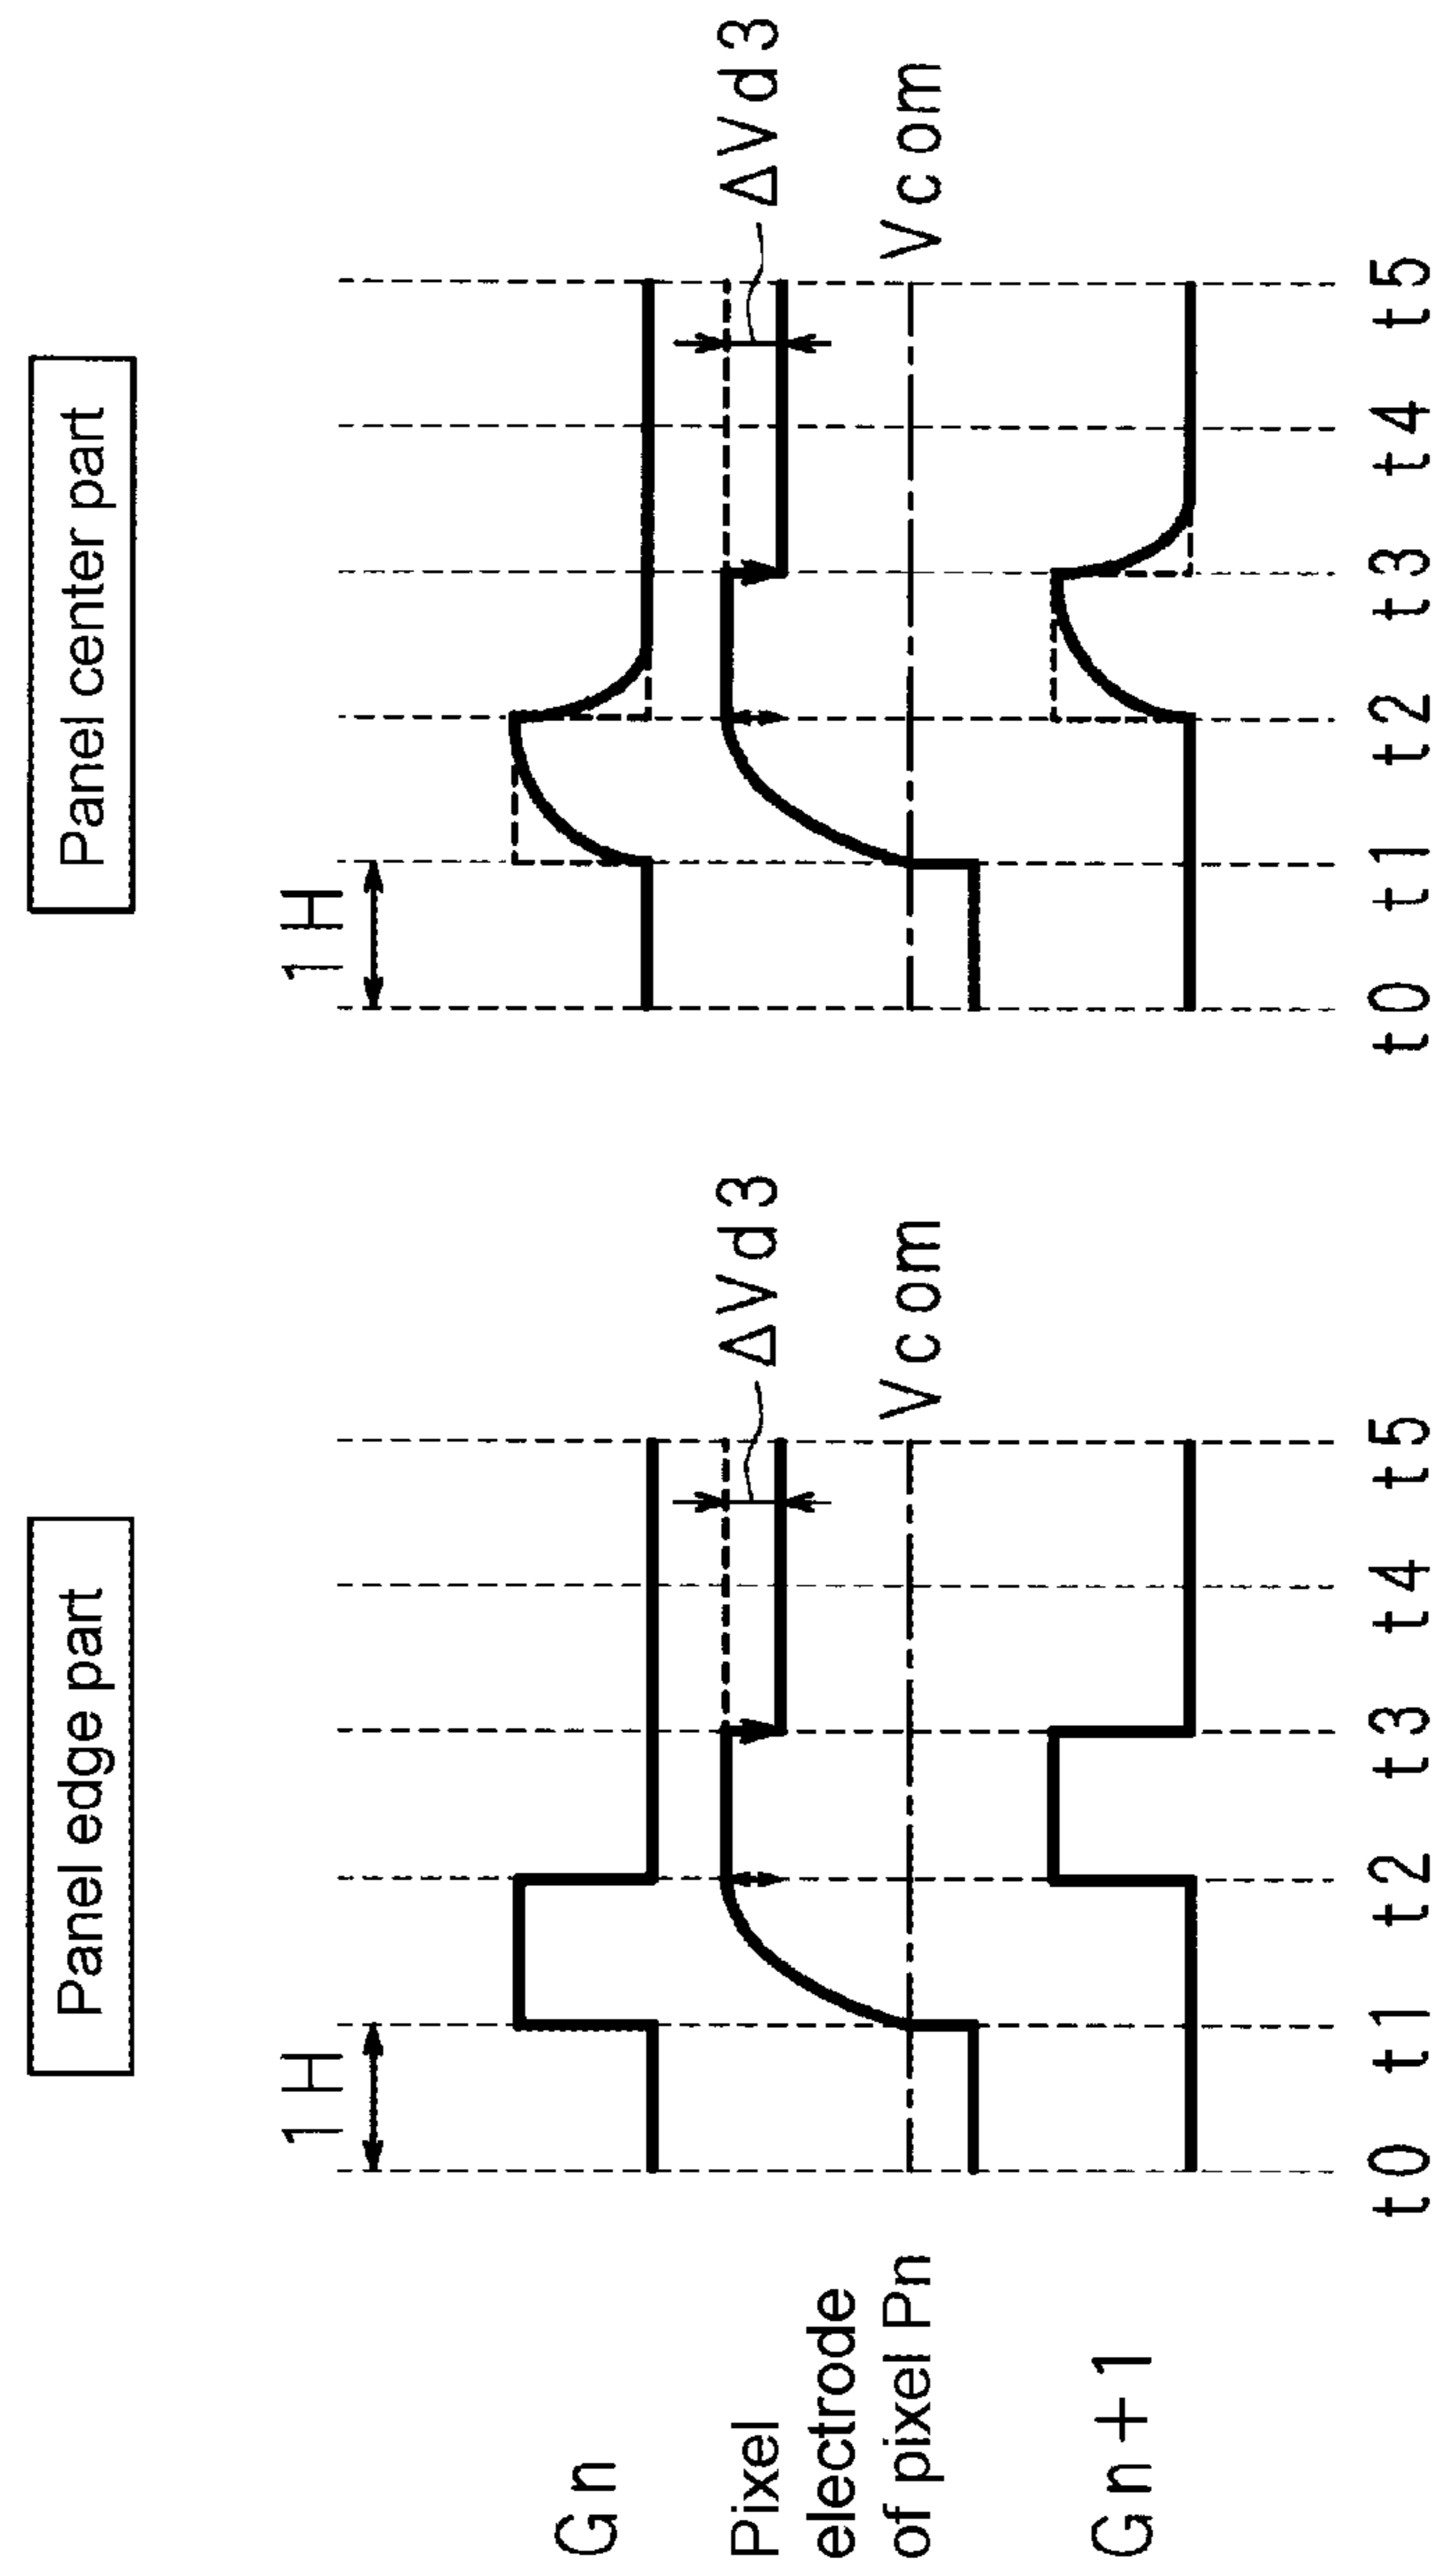 Panel edge part
Panel center part
1H
1H
Gn
ΔVd3
ΔVd3
Pixel
electrode
of pixel Pn
Vcom
Vcom
Gn+1
t0 t1 t2 t3 t4 t5
t0 t1 t2 t3 t4 t5